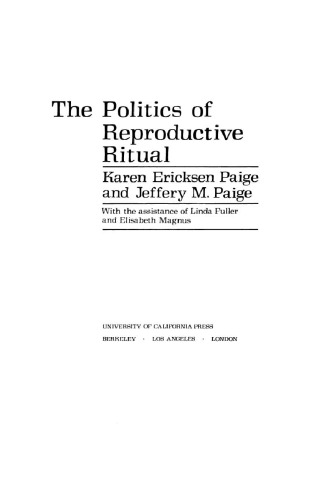 The Politics of
Reproductive
Ritual
Karen Ericksen Paige
and Jeffery M. Paige
With the assistance of Linda Fuller
and Elisabeth Magnus
UNIVERSITY OF CALIFORNIA PRESS
BERKELEY · LOS ANGELES · LONDON